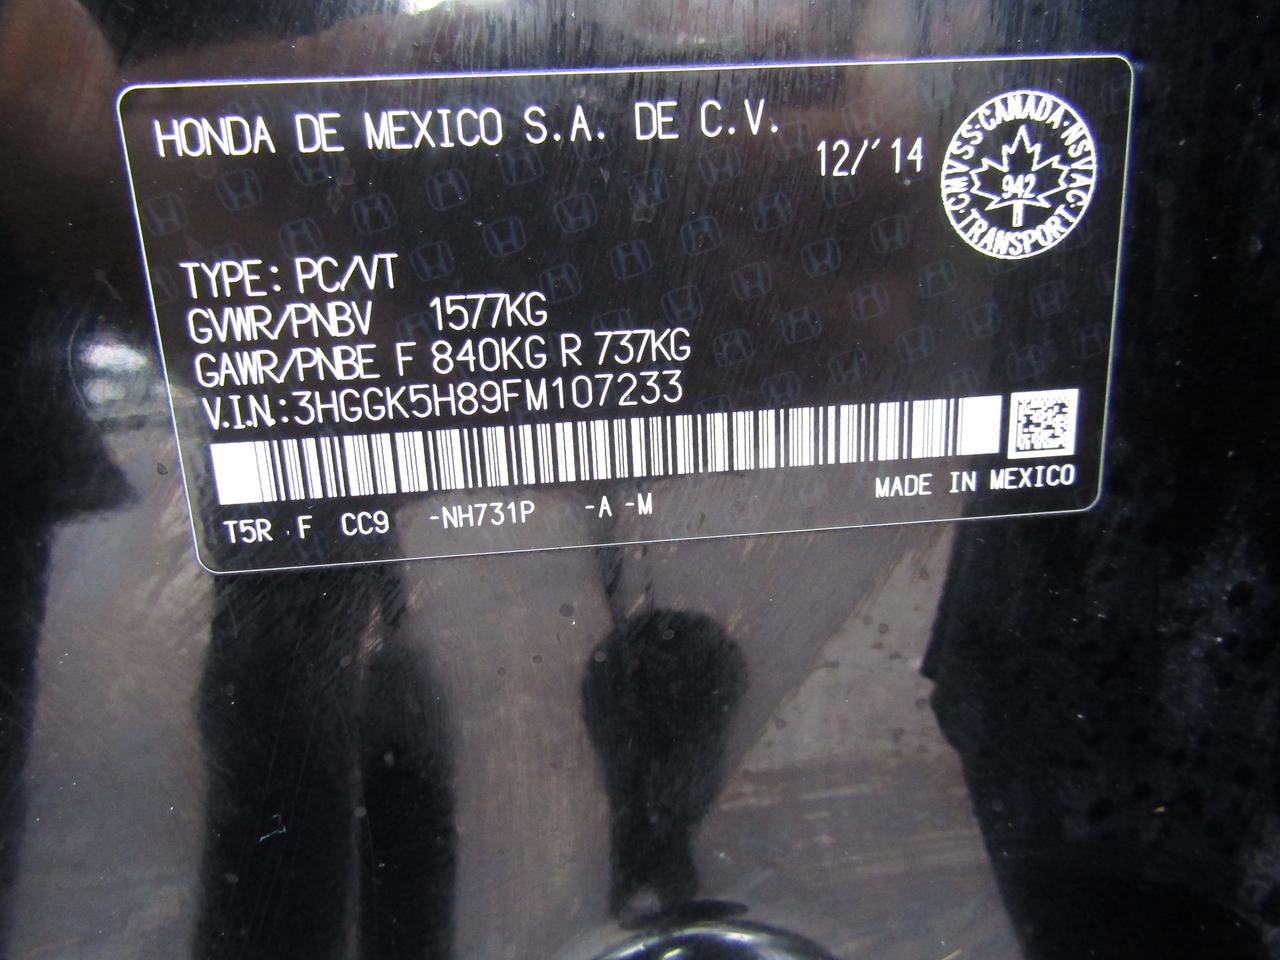 HONDA DE MEXICO S.A. DE C.V.
12/'14
CMVSS·CANADA·NSVAC·TRANSPORT·
942
TYPE: PC/VT
GVWR/PNBV 1577KG
GAWR/PNBE F 840KG R 737KG
V.I.N.:3HGGK5H89FM107233
T5R F CC9 -NH731P -A -M
MADE IN MEXICO